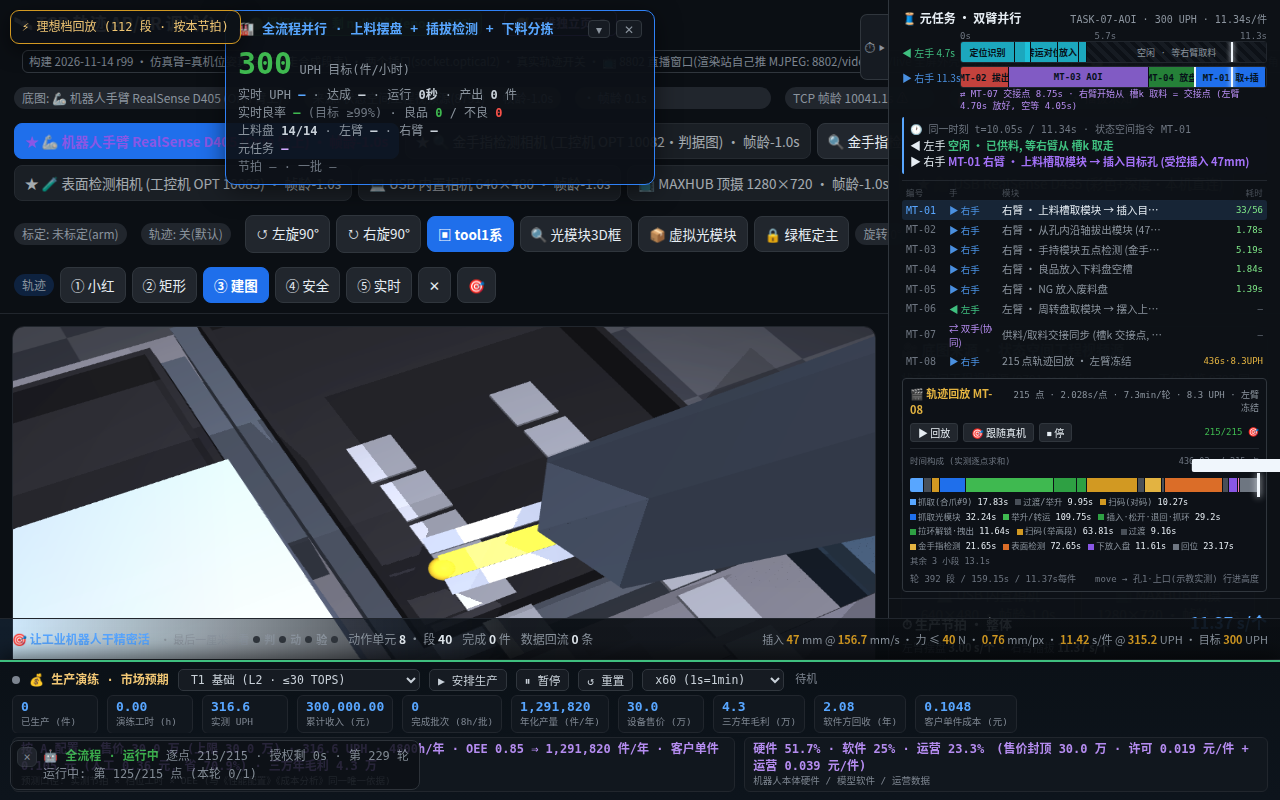 ⚡ 理想档回放 (112 段 · 按本节拍)
🏭 全流程并行 · 上料摆盘 + 插拔检测 + 下料分拣
▾
✕
300 UPH 目标(件/小时)
实时 UPH — · 达成 — · 运行 0秒 · 产出 0 件
实时良率 — (目标 ≥99%) · 良品 0 / 不良 0
上料盘 14/14 · 左臂 — · 右臂 —
元任务 —
节拍 — · 一批 —
构建 2026-11-14 r99 · 仿真臂=真机位
直播窗口(渲染站自己推 MJPEG: 8802/vide
底图: 🦾 机器人手臂 RealSense D405
TCP 帧龄 10041.1
★ 🦾 机器人手臂 RealSense D40
🔍 金手指
★ 🧪 表面检测相机 (工控机 OPT 10083) · 帧龄-1.0s
💻 USB 内置相机 640×480 · 帧龄-1.0s
MAXHUB 顶摄 1280×720 · 帧龄-1.0s
标定: 未标定(arm)
轨迹: 关(默认)
↺ 左旋90°
↻ 右旋90°
▣ tool1系
🔍 光模块3D框
📦 虚拟光模块
🔒 绿框定主
旋转
轨迹
① 小红
② 矩形
③ 建图
④ 安全
⑤ 实时
✕
🎯
⏱ ▸
🧵 元任务 · 双臂并行
TASK-07-AOI · 300 UPH · 11.34s/件
0s 5.7s 11.3s
◀ 左手 4.7s 定位识别 放入 空闲 · 等右臂取料
▶ 右手 11.3s MT-02 拔出 MT-03 AOI MT-04 放盘 MT-01 取+插
⇄ MT-07 交接点 8.75s · 右臂开始从 槽k 取料 = 交接点 (左臂
4.70s 放好, 空等 4.05s)
🕐 同一时刻 t=10.05s / 11.34s · 状态空间指令 MT-01
◀ 左手 空闲 · 已供料, 等右臂从 槽k 取走
▶ 右手 MT-01 右臂 · 上料槽取模块 → 插入目标孔 (受控插入 47mm)
编号 手 模块 耗时
MT-01 ▶ 右手 右臂 · 上料槽取模块 → 插入目… 33/56
MT-02 ▶ 右手 右臂 · 从孔内沿轴拔出模块 (47… 1.78s
MT-03 ▶ 右手 右臂 · 手持模块五点检测 (金手… 5.19s
MT-04 ▶ 右手 右臂 · 良品放入下料盘空槽 1.84s
MT-05 ▶ 右手 右臂 · NG 放入废料盘 1.39s
MT-06 ◀ 左手 左臂 · 周转盘取模块 → 摆入上… —
MT-07 ⇄ 双手(协同) 供料/取料交接同步 (槽k 交接点, … —
MT-08 ▶ 右手 215 点轨迹回放 · 左臂冻结 436s·8.3UPH
🎬 轨迹回放 MT-08
215 点 · 2.028s/点 · 7.3min/轮 · 8.3 UPH · 左臂冻结
▶ 回放
🎯 跟随真机
■ 停
215/215 🎯
时间构成 (实测逐点求和)
抓取(合爪#9) 17.83s 过渡/举升 9.95s 扫码(对码) 10.27s
抓取光模块 32.24s 举升/转运 109.75s 插入·松开·退回·抓环 29.2s
拉环解锁·拽出 11.64s 扫码(举高段) 63.81s 过渡 9.16s
金手指检测 21.65s 表面检测 72.65s 下放入盘 11.61s 回位 23.17s
其余 3 小段 13.1s
轮 392 段 / 159.15s / 11.37s每件 move → 孔1·上口(示教实测) 行进高度
⏱ 生产节拍 · 整体
🎯 让工业机器人干精密活
动作单元 8 · 段 40 完成 0 件 数据回流 0 条
插入 47 mm @ 156.7 mm/s · 力 ≤ 40 N · 0.76 mm/px · 11.42 s/件 @ 315.2 UPH · 目标 300 UPH
💰 生产演练 · 市场预期
T1 基础 (L2 · ≤30 TOPS)
▶ 安排生产
⏸ 暂停
↺ 重置
x60 (1s=1min)
待机
0
已生产 (件)
0.00
演练工时 (h)
316.6
实测 UPH
300,000.00
累计收入 (元)
0
完成批次 (8h/批)
1,291,820
年化产量 (件/年)
30.0
设备售价 (万)
4.3
三方年毛利 (万)
2.08
软件方回收 (年)
0.1048
客户单件成本 (元)
h/年 · OEE 0.85 ⇒ 1,291,820 件/年 · 客户单件
✕
🤖 全流程 · 运行中 逐点 215/215 · 授权剩 0s · 第 229 轮
运行中: 第 125/215 点 (本轮 0/1)
硬件 51.7% · 软件 25% · 运营 23.3% (售价封顶 30.0 万 · 许可 0.019 元/件 +
运营 0.039 元/件)
机器人本体硬件 / 模型软件 / 运营数据